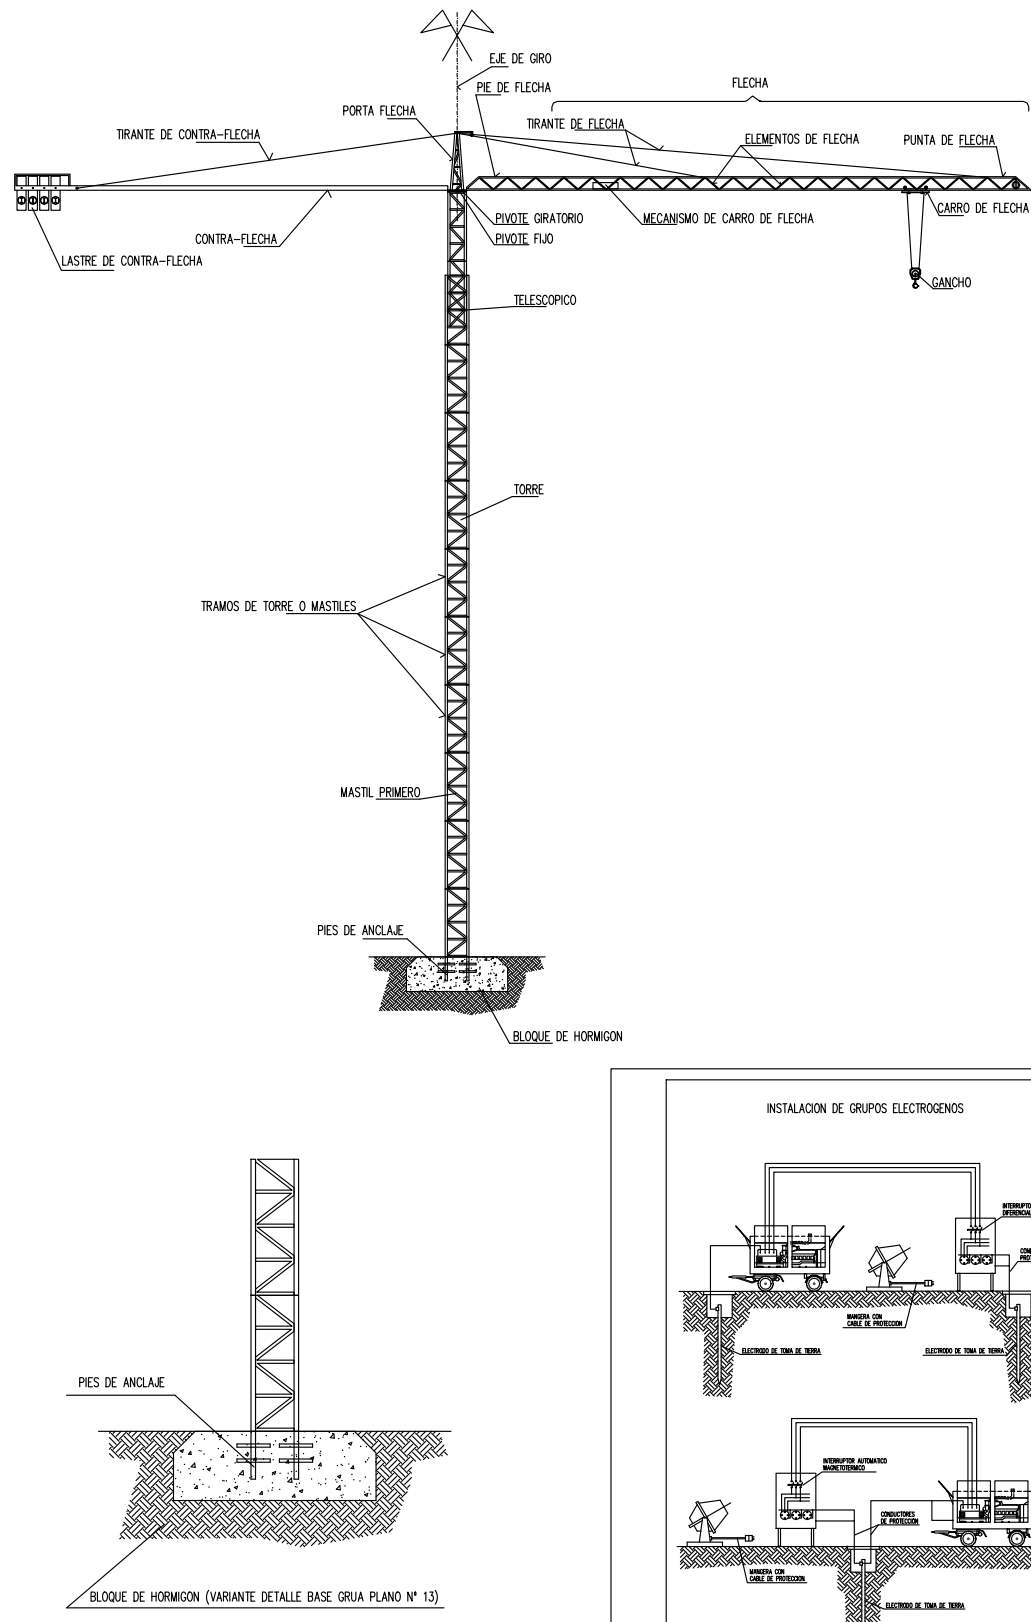 EJE DE GIRO
PIE DE FLECHA
FLECHA
PORTA FLECHA
TIRANTE DE CONTRA-FLECHA
TIRANTE DE FLECHA
ELEMENTOS DE FLECHA
PUNTA DE FLECHA
PIVOTE GIRATORIO
MECANISMO DE CARRO DE FLECHA
CARRO DE FLECHA
CONTRA-FLECHA
PIVOTE FIJO
LASTRE DE CONTRA-FLECHA
GANCHO
TELESCOPICO
TORRE
TRAMOS DE TORRE O MASTILES
MASTIL PRIMERO
PIES DE ANCLAJE
BLOQUE DE HORMIGON
INSTALACION DE GRUPOS ELECTROGENOS
INTERRUPTO
DIFERENCIAL
MANGERA CON
CABLE DE PROTECCION
ELECTRODO DE TOMA DE TIERRA
ELECTRODO DE TOMA DE TIERRA
PIES DE ANCLAJE
INTERRUPTOR AUTOMATICO
MAGNETOTERMICO
CONDUCTORES
DE PROTECCION
MANGERA CON
CABLE DE PROTECCION
BLOQUE DE HORMIGON (VARIANTE DETALLE BASE GRUA PLANO N° 13)
ELECTRODO DE TOMA DE TIERRA